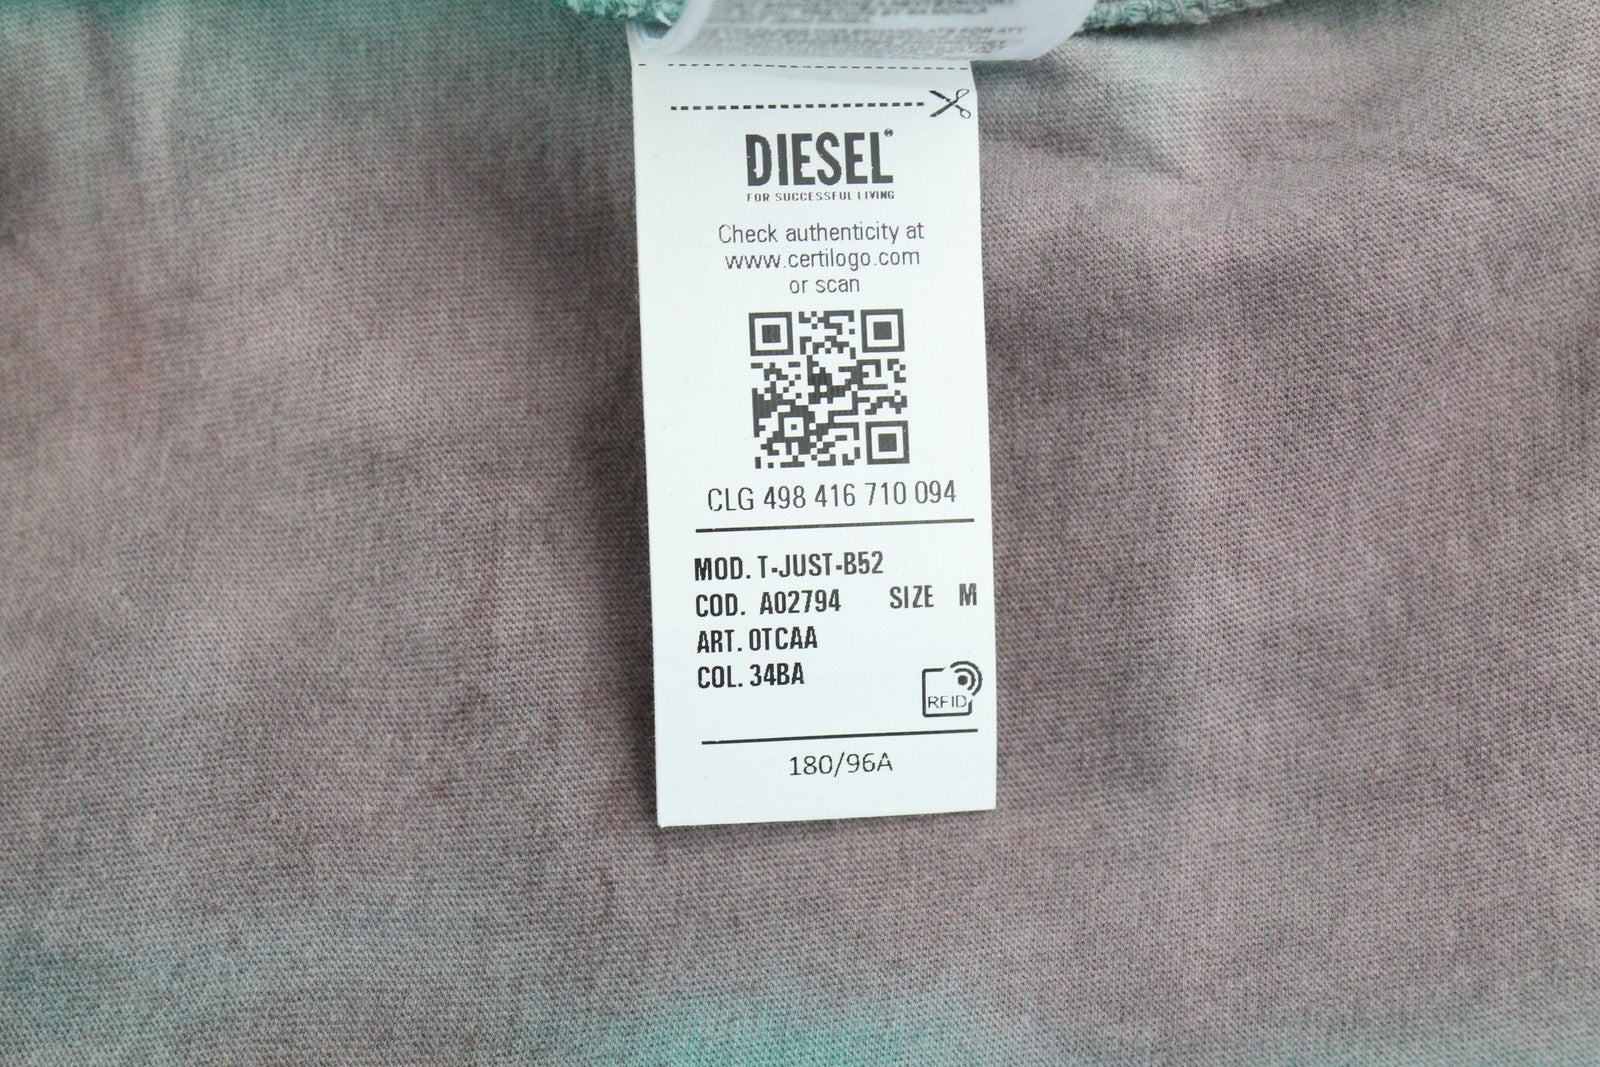 DIESEL
FOR SUCCESSFUL LIVING
Check authenticity at
www.certilogo.com
or scan
CLG 498 416 710 094
MOD. T-JUST-B52
COD. A02794 SIZE M
ART. 0TCAA
COL. 34BA
RFID
180/96A